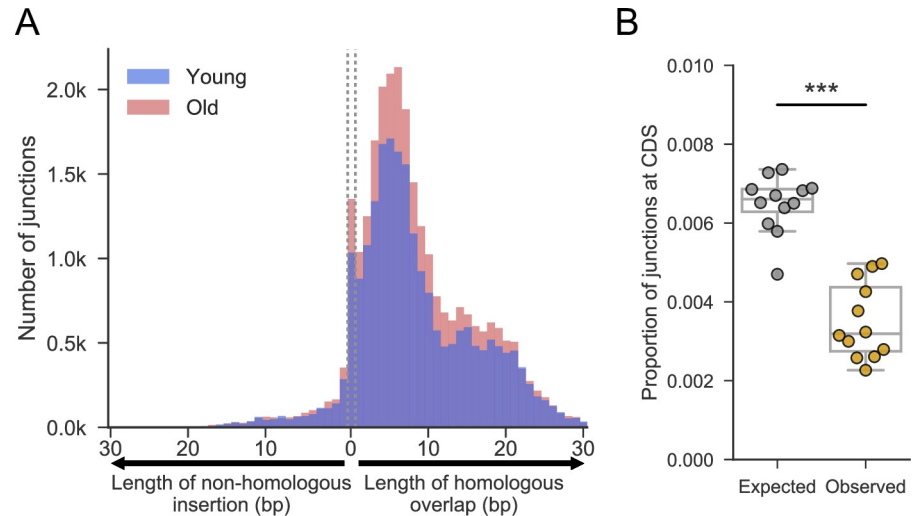 A
Young
Old
Number of junctions
2.0k
1.5k
1.0k
0.5k
0.0k
30 20 10 0 10 20 30
Length of non-homologous
insertion (bp)
Length of homologous
overlap (bp)
B
***
Proportion of junctions at CDS
0.010
0.008
0.006
0.004
0.002
0.000
Expected Observed